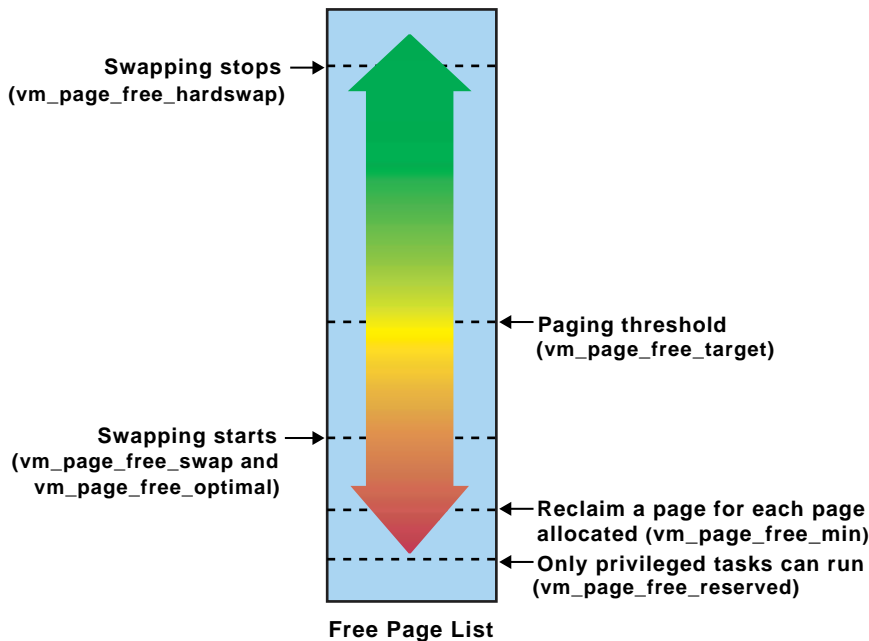 Swapping stops
(vm_page_free_hardswap)
Paging threshold
(vm_page_free_target)
Swapping starts
(vm_page_free_swap and
vm_page_free_optimal)
Reclaim a page for each page
allocated (vm_page_free_min)
Only privileged tasks can run
(vm_page_free_reserved)
Free Page List